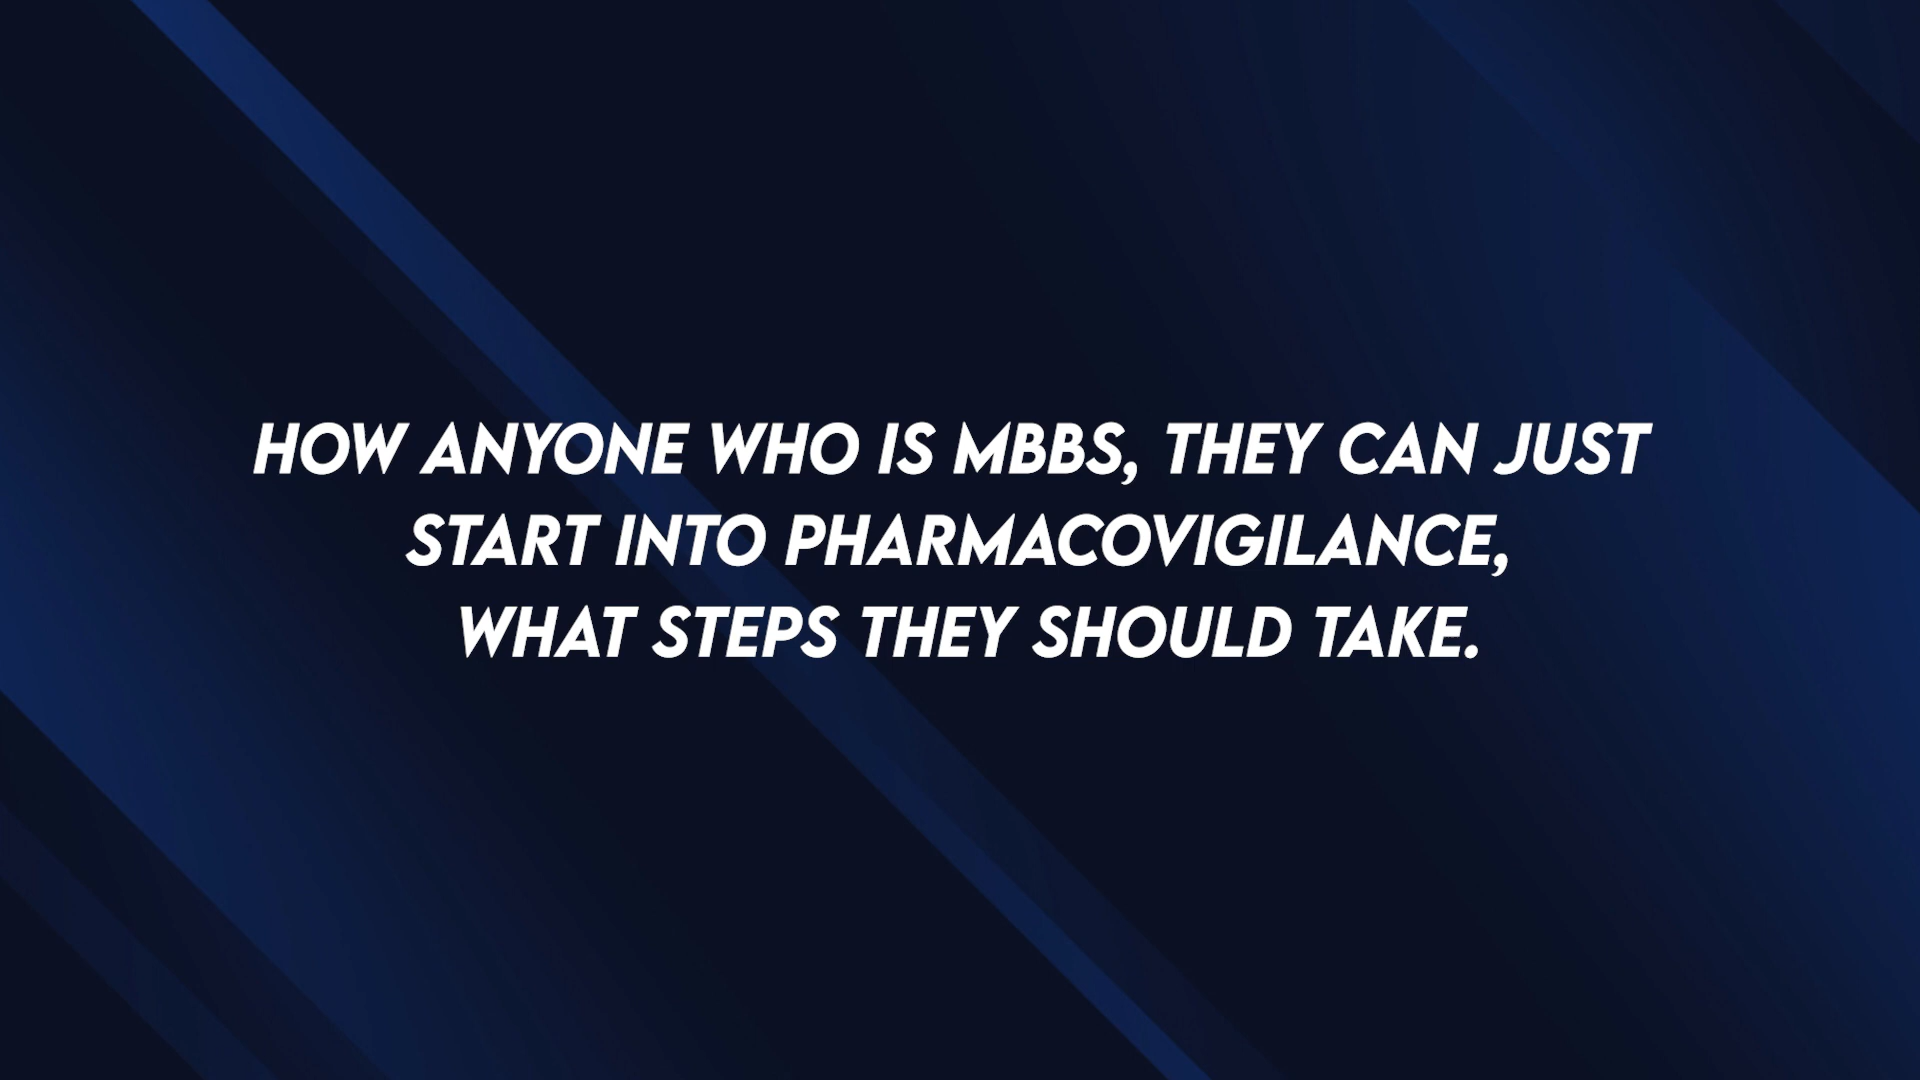 HOW ANYONE WHO IS MBBS, THEY CAN JUST
START INTO PHARMACOVIGILANCE,
WHAT STEPS THEY SHOULD TAKE.